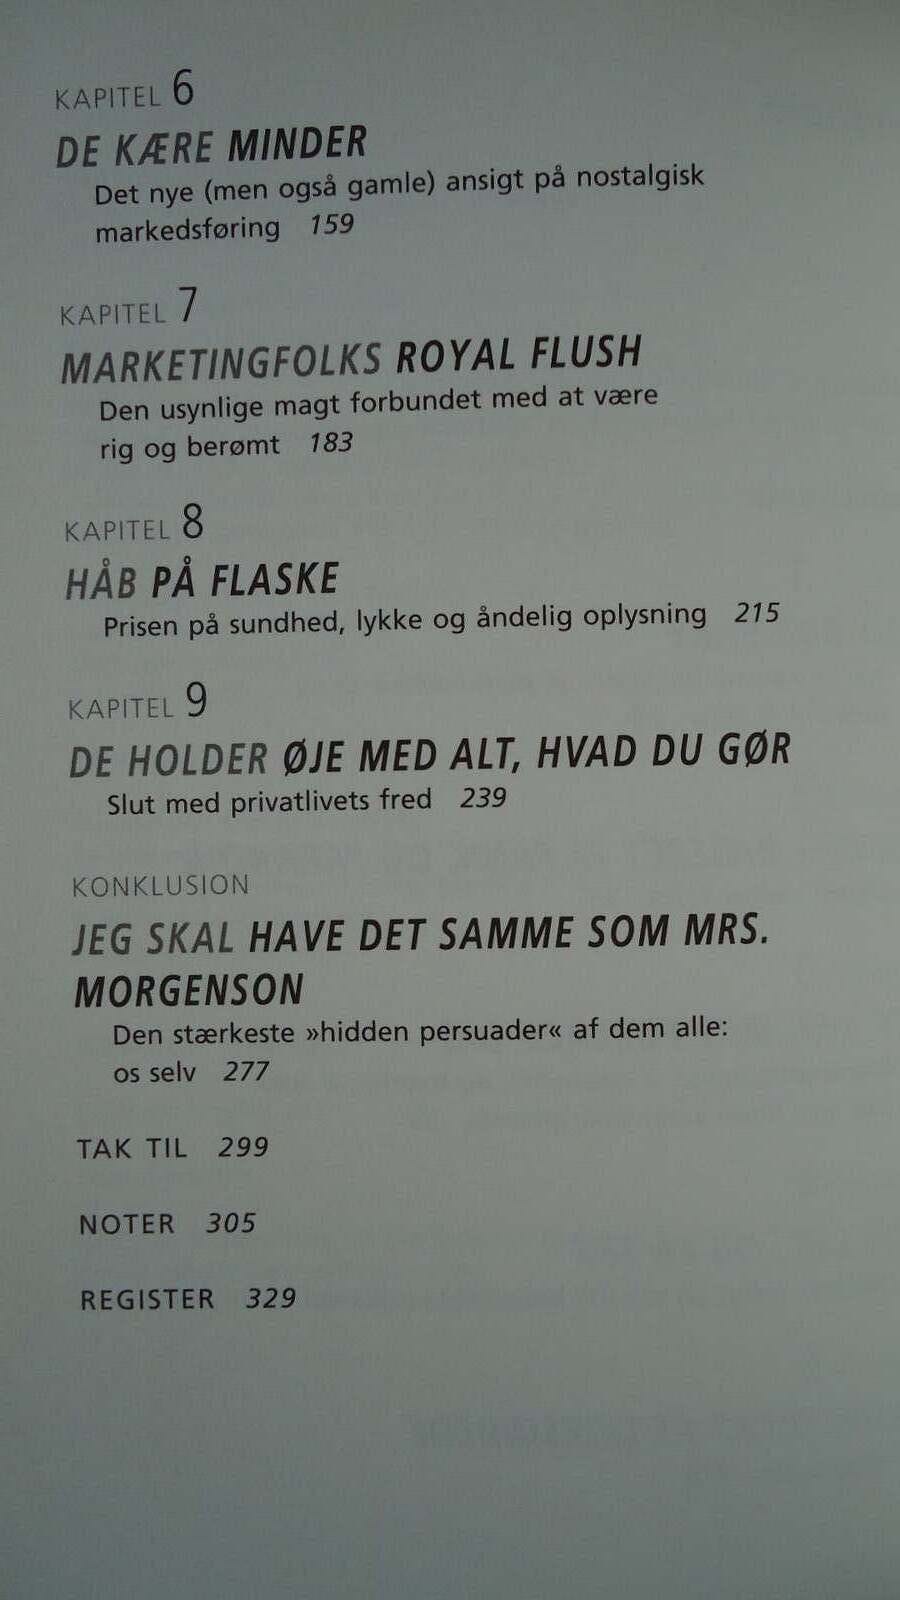 KAPITEL 6
DE KÆRE MINDER
Det nye (men også gamle) ansigt på nostalgisk
markedsføring 159
KAPITEL 7
MARKETINGFOLKS ROYAL FLUSH
Den usynlige magt forbundet med at være
rig og berømt 183
KAPITEL 8
HÅB PÅ FLASKE
Prisen på sundhed, lykke og åndelig oplysning 215
KAPITEL 9
DE HOLDER ØJE MED ALT, HVAD DU GØR
Slut med privatlivets fred 239
KONKLUSION
JEG SKAL HAVE DET SAMME SOM MRS.
MORGENSON
Den stærkeste »hidden persuader« af dem alle:
os selv 277
TAK TIL 299
NOTER 305
REGISTER 329